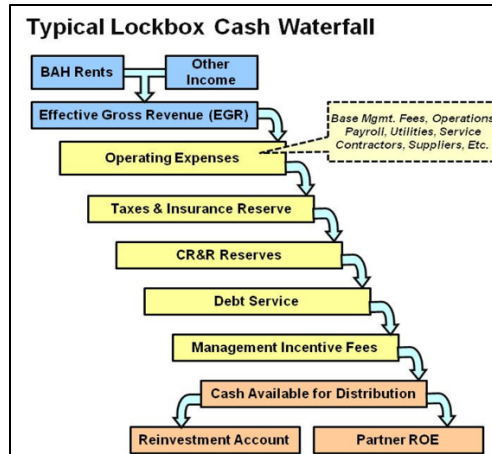 Typical Lockbox Cash Waterfall
BAH Rents
Other
Income
Effective Gross Revenue (EGR)
Base Mgmt. Fees, Operations
Payroll, Utilities, Service
Contractors, Suppliers, Etc.
Operating Expenses
Taxes & Insurance Reserve
CR&R Reserves
Debt Service
Management Incentive Fees
Cash Available for Distribution
Reinvestment Account
Partner ROE